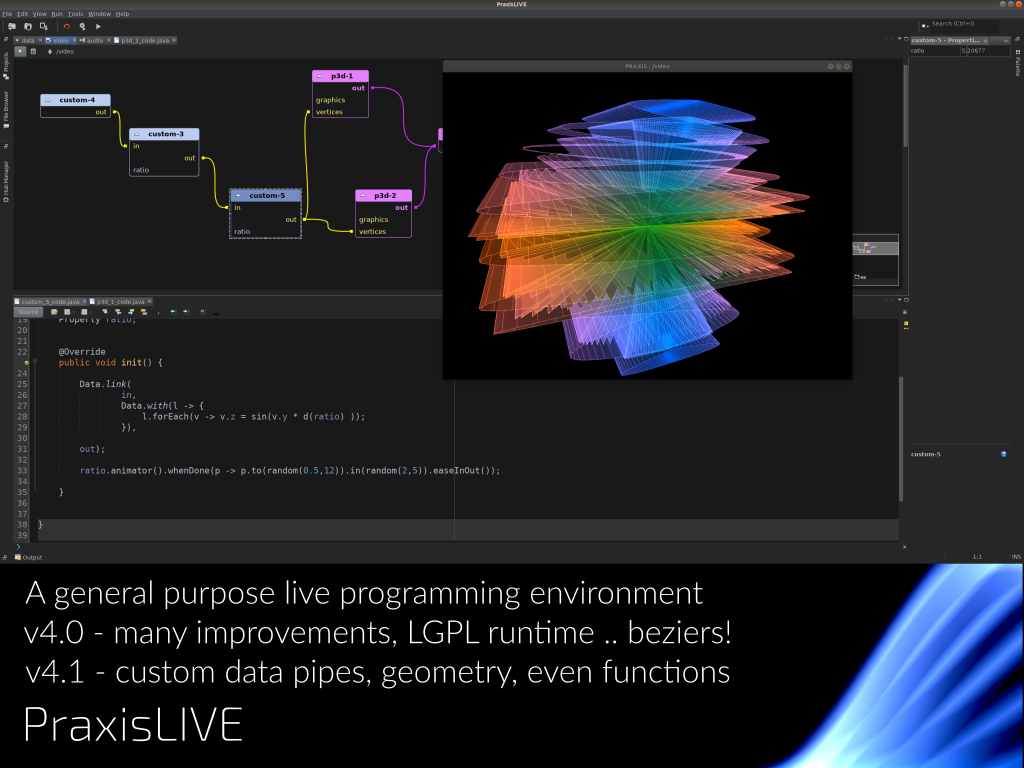 PraxisLIVE
File Edit View Run Tools Window Help
Search (Ctrl+I)
data video audio p3d_2_code.java
custom-5 - Properti...
/video
ratio
Projects
File Browser
Hub Manager
Palette
PRAXIS : /video
p3d-1
out
graphics
vertices
custom-4
out
custom-3
in
out
ratio
custom-5
in
out
ratio
p3d-2
out
graphics
vertices
custom_5_code.java p3d_1_code.java
Source
19 Property ratio;
20
21
22 @Override
public void init() {
24
25 Data.link(
26 in,
27 Data.with(l -> {
28 l.forEach(v -> v.z = sin(v.y * d(ratio) ));
29 }),
30
31 out);
32
33 ratio.animator().whenDone(p -> p.to(random(0.5,12)).in(random(2,5)).easeInOut());
34
35 }
36
37
38 }
39
custom-5
Output
1:1 INS
A general purpose live programming environment
v4.0 - many improvements, LGPL runtime .. beziers!
v4.1 - custom data pipes, geometry, even functions
PraxisLIVE